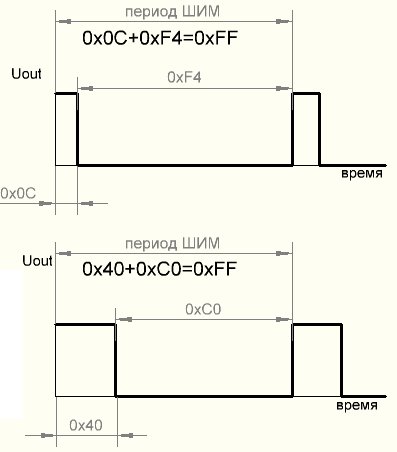 период ШИМ
0x0C+0xF4=0xFF
Uout
0xF4
время
0x0C
период ШИМ
Uout
0x40+0xC0=0xFF
0xC0
время
0x40